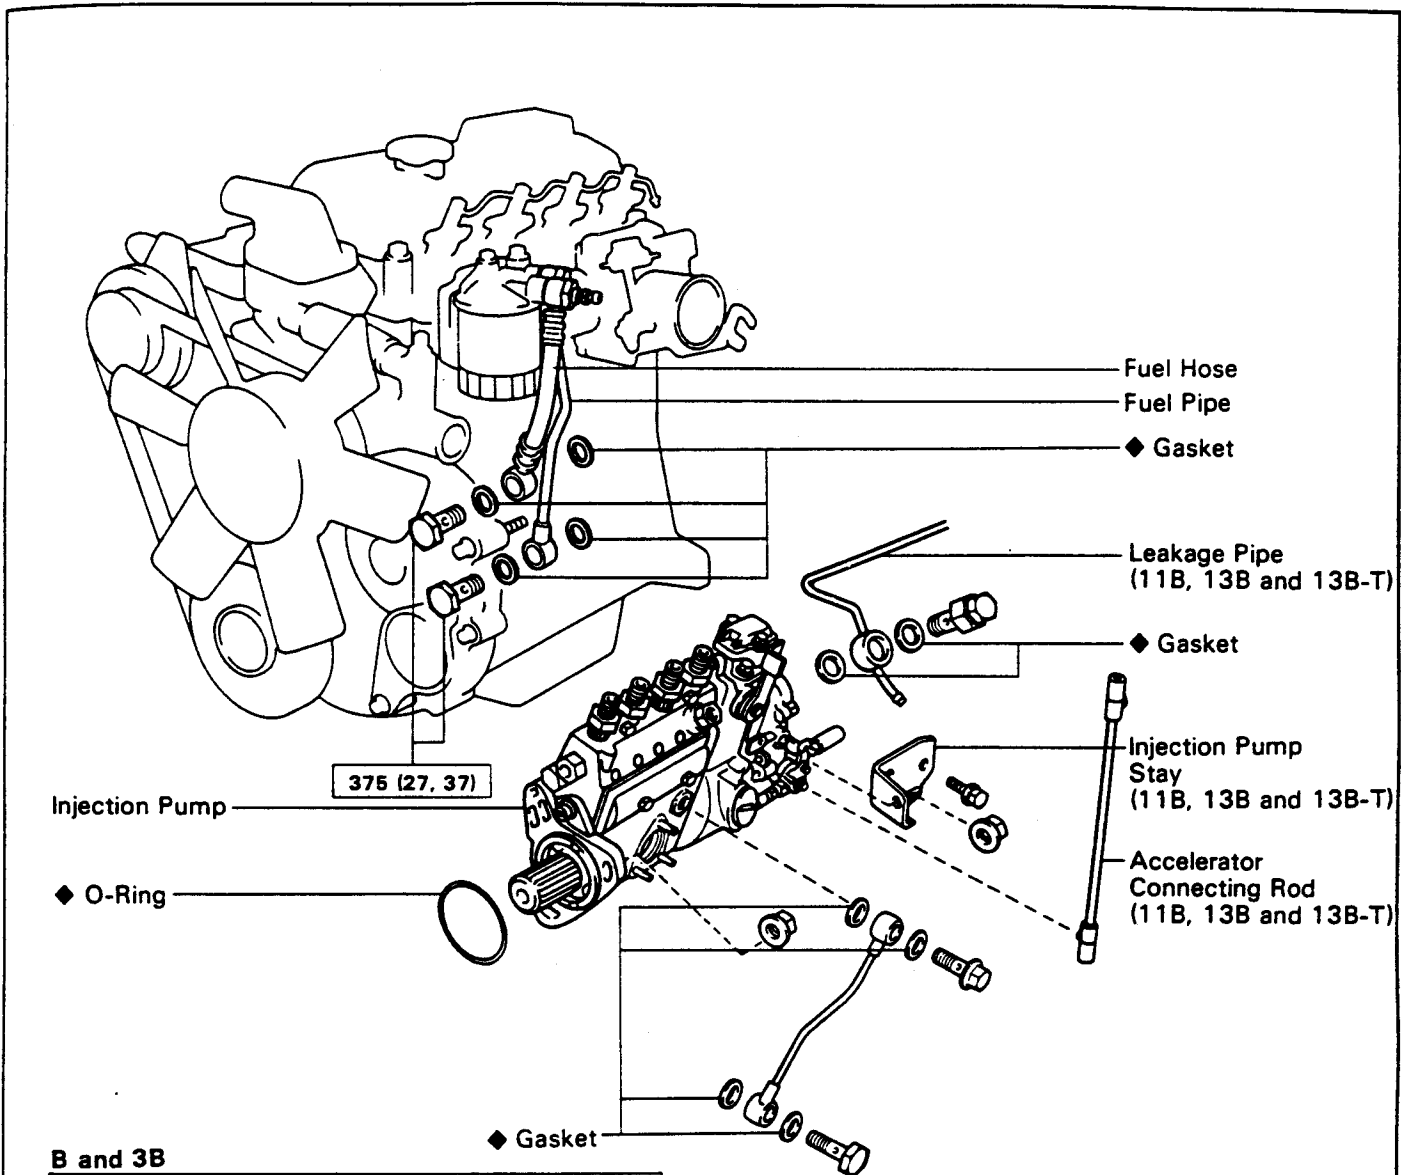 Fuel Hose
Fuel Pipe
◆ Gasket
Leakage Pipe
(11B, 13B and 13B-T)
◆ Gasket
Injection Pump
Stay
(11B, 13B and 13B-T)
375 (27, 37)
Injection Pump
Accelerator
Connecting Rod
(11B, 13B and 13B-T)
◆ O-Ring
◆ Gasket
B and 3B